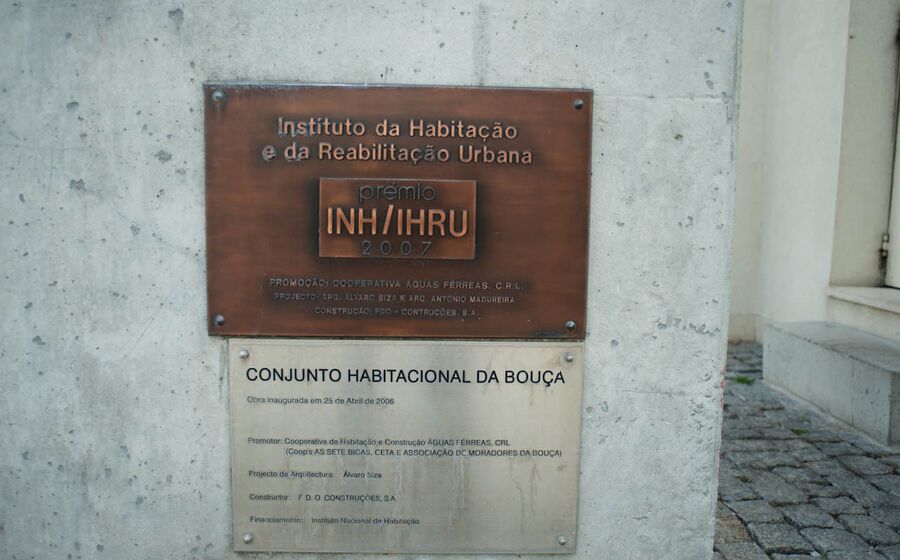 Instituto da Habitação
e da Reabilitação Urbana
prémio
INH/IHRU
2007
PROMOÇÃO: COOPERATIVA ÁGUAS FÉRREAS, C.R.L.
PROJECTO: ARQ. ÁLVARO SIZA E ARQ. ANTÓNIO MADUREIRA
CONSTRUÇÃO: FDO - CONTRUÇÕES, S.A.
CONJUNTO HABITACIONAL DA BOUÇA
Obra inaugurada em 25 de Abril de 2006
Promotor: Cooperativa de Habitação e Construção ÁGUAS FÉRREAS, CRL
(Coop's AS SETE BICAS, CETA E ASSOCIAÇÃO DE MORADORES DA BOUÇA)
Projecto de Arquitectura: Álvaro Siza
Constructor: F. D. O. CONSTRUÇÕES, S.A.
Financiamento: Instituto Nacional de Habitação